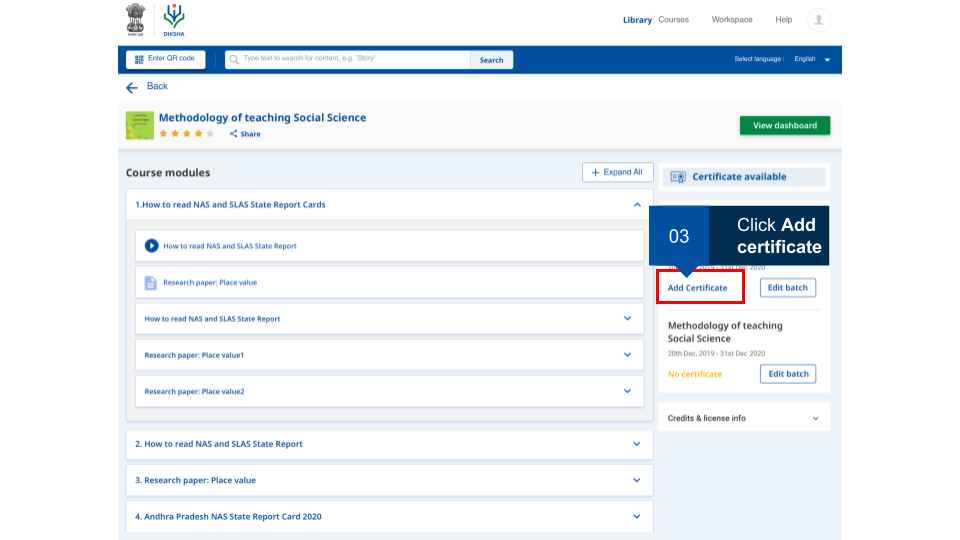 DIKSHA
Library Courses Workspace Help
Enter QR code
Type text to search for content. e.g. 'Story'
Search
Select language : English
Back
Methodology of teaching Social Science
Share
View dashboard
Course modules
+ Expand All
Certificate available
1.How to read NAS and SLAS State Report Cards
How to read NAS and SLAS State Report
Research paper: Place value
How to read NAS and SLAS State Report
Research paper: Place value1
Research paper: Place value2
2. How to read NAS and SLAS State Report
3. Research paper: Place value
4. Andhra Pradesh NAS State Report Card 2020
03
Click Add
certificate
2019 - 31st Dec 2020
Add Certificate
Edit batch
Methodology of teaching
Social Science
20th Dec, 2019 - 31st Dec 2020
No certificate
Edit batch
Credits & license info